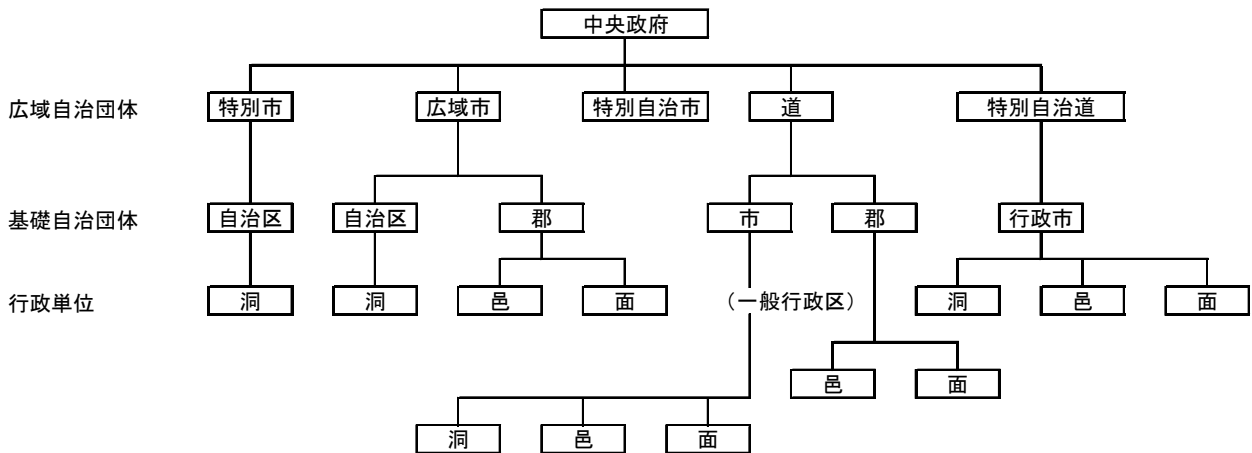 中央政府
広域自治団体 特別市 広域市 特別自治市 道 特別自治道
基礎自治団体 自治区 自治区 郡 市 郡 行政市
行政単位 洞 洞 邑 面 （一般行政区） 洞 邑 面
邑 面
洞 邑 面